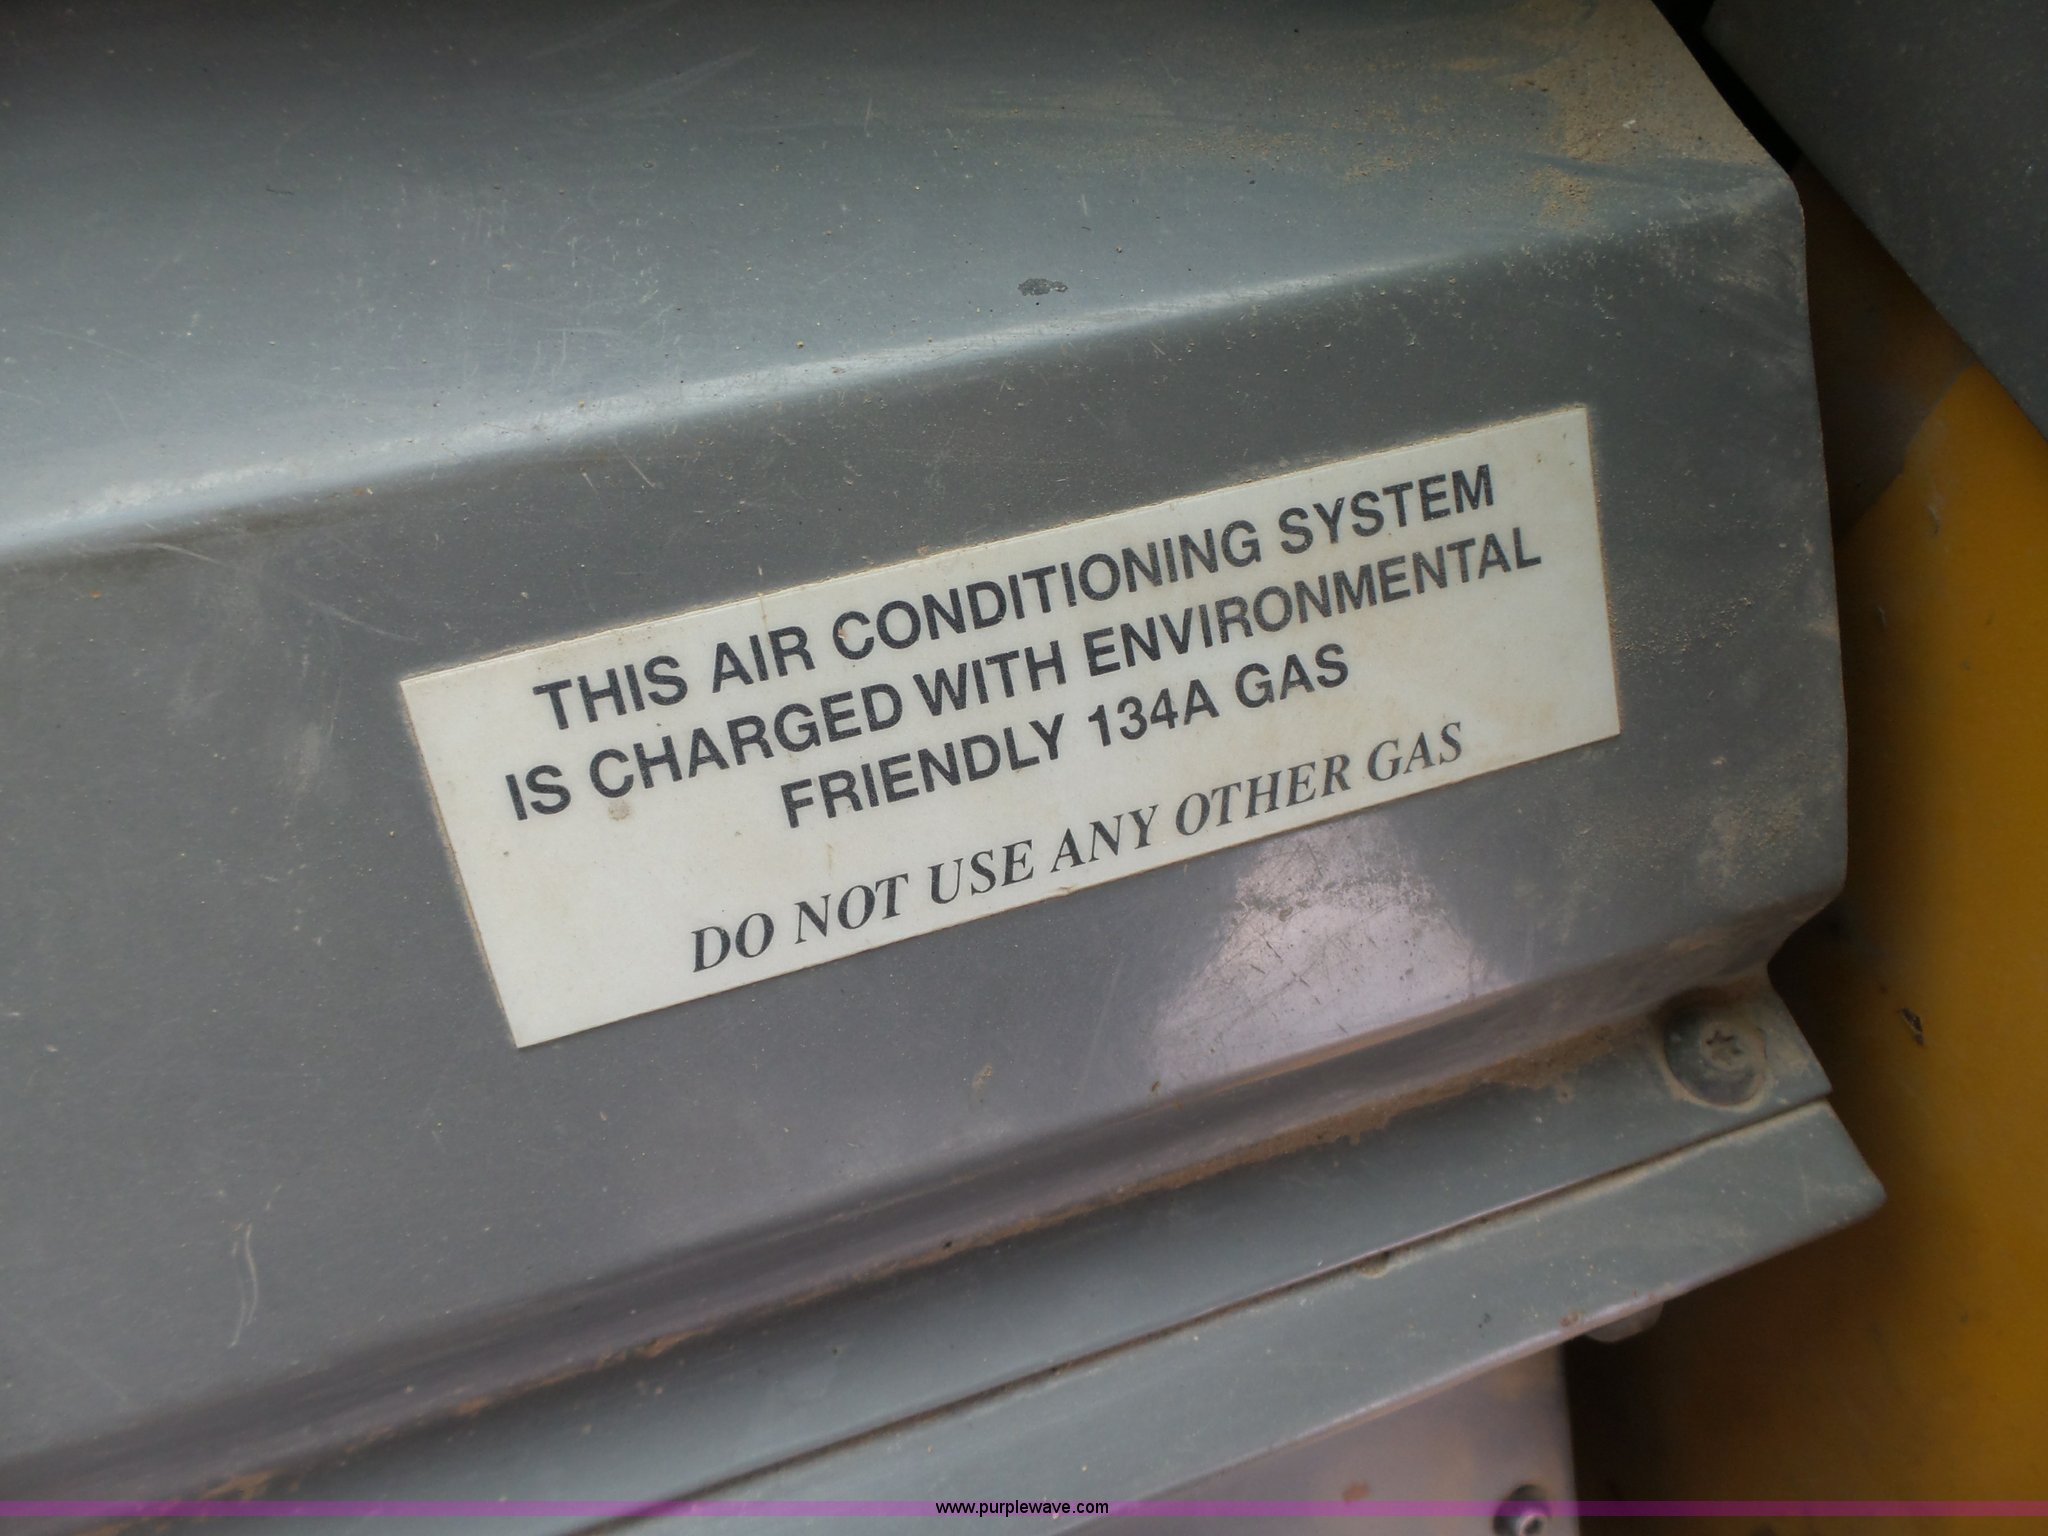 THIS AIR CONDITIONING SYSTEM
IS CHARGED WITH ENVIRONMENTAL
FRIENDLY 134A GAS
DO NOT USE ANY OTHER GAS
www.purplewave.com